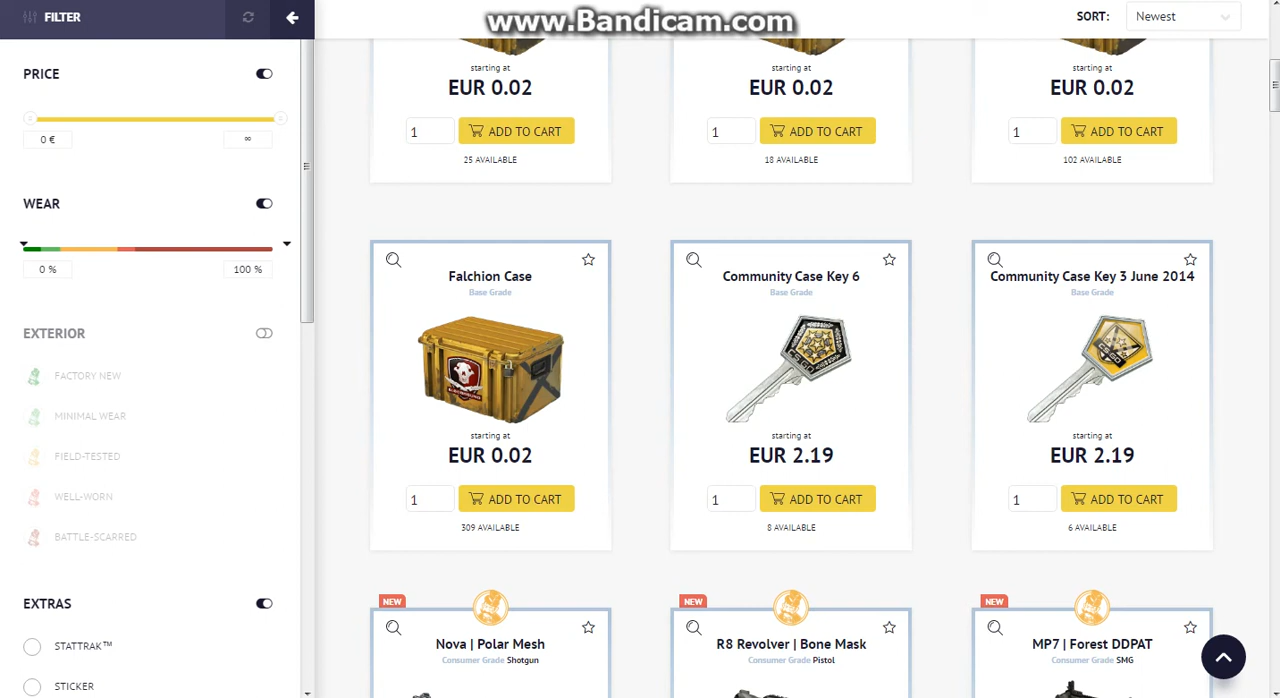 FILTER
www.Bandicam.com
SORT:
Newest
PRICE
0 €
∞
WEAR
0 %
100 %
EXTERIOR
FACTORY NEW
MINIMAL WEAR
FIELD-TESTED
WELL-WORN
BATTLE-SCARRED
EXTRAS
STATTRAK™
STICKER
starting at
EUR 0.02
1
ADD TO CART
25 AVAILABLE
starting at
EUR 0.02
1
ADD TO CART
18 AVAILABLE
starting at
EUR 0.02
1
ADD TO CART
102 AVAILABLE
Falchion Case
Base Grade
starting at
EUR 0.02
1
ADD TO CART
309 AVAILABLE
Community Case Key 6
Base Grade
CS GO
starting at
EUR 2.19
1
ADD TO CART
8 AVAILABLE
Community Case Key 3 June 2014
Base Grade
CS GO
starting at
EUR 2.19
1
ADD TO CART
6 AVAILABLE
NEW
Nova | Polar Mesh
Consumer Grade Shotgun
NEW
R8 Revolver | Bone Mask
Consumer Grade Pistol
NEW
MP7 | Forest DDPAT
Consumer Grade SMG